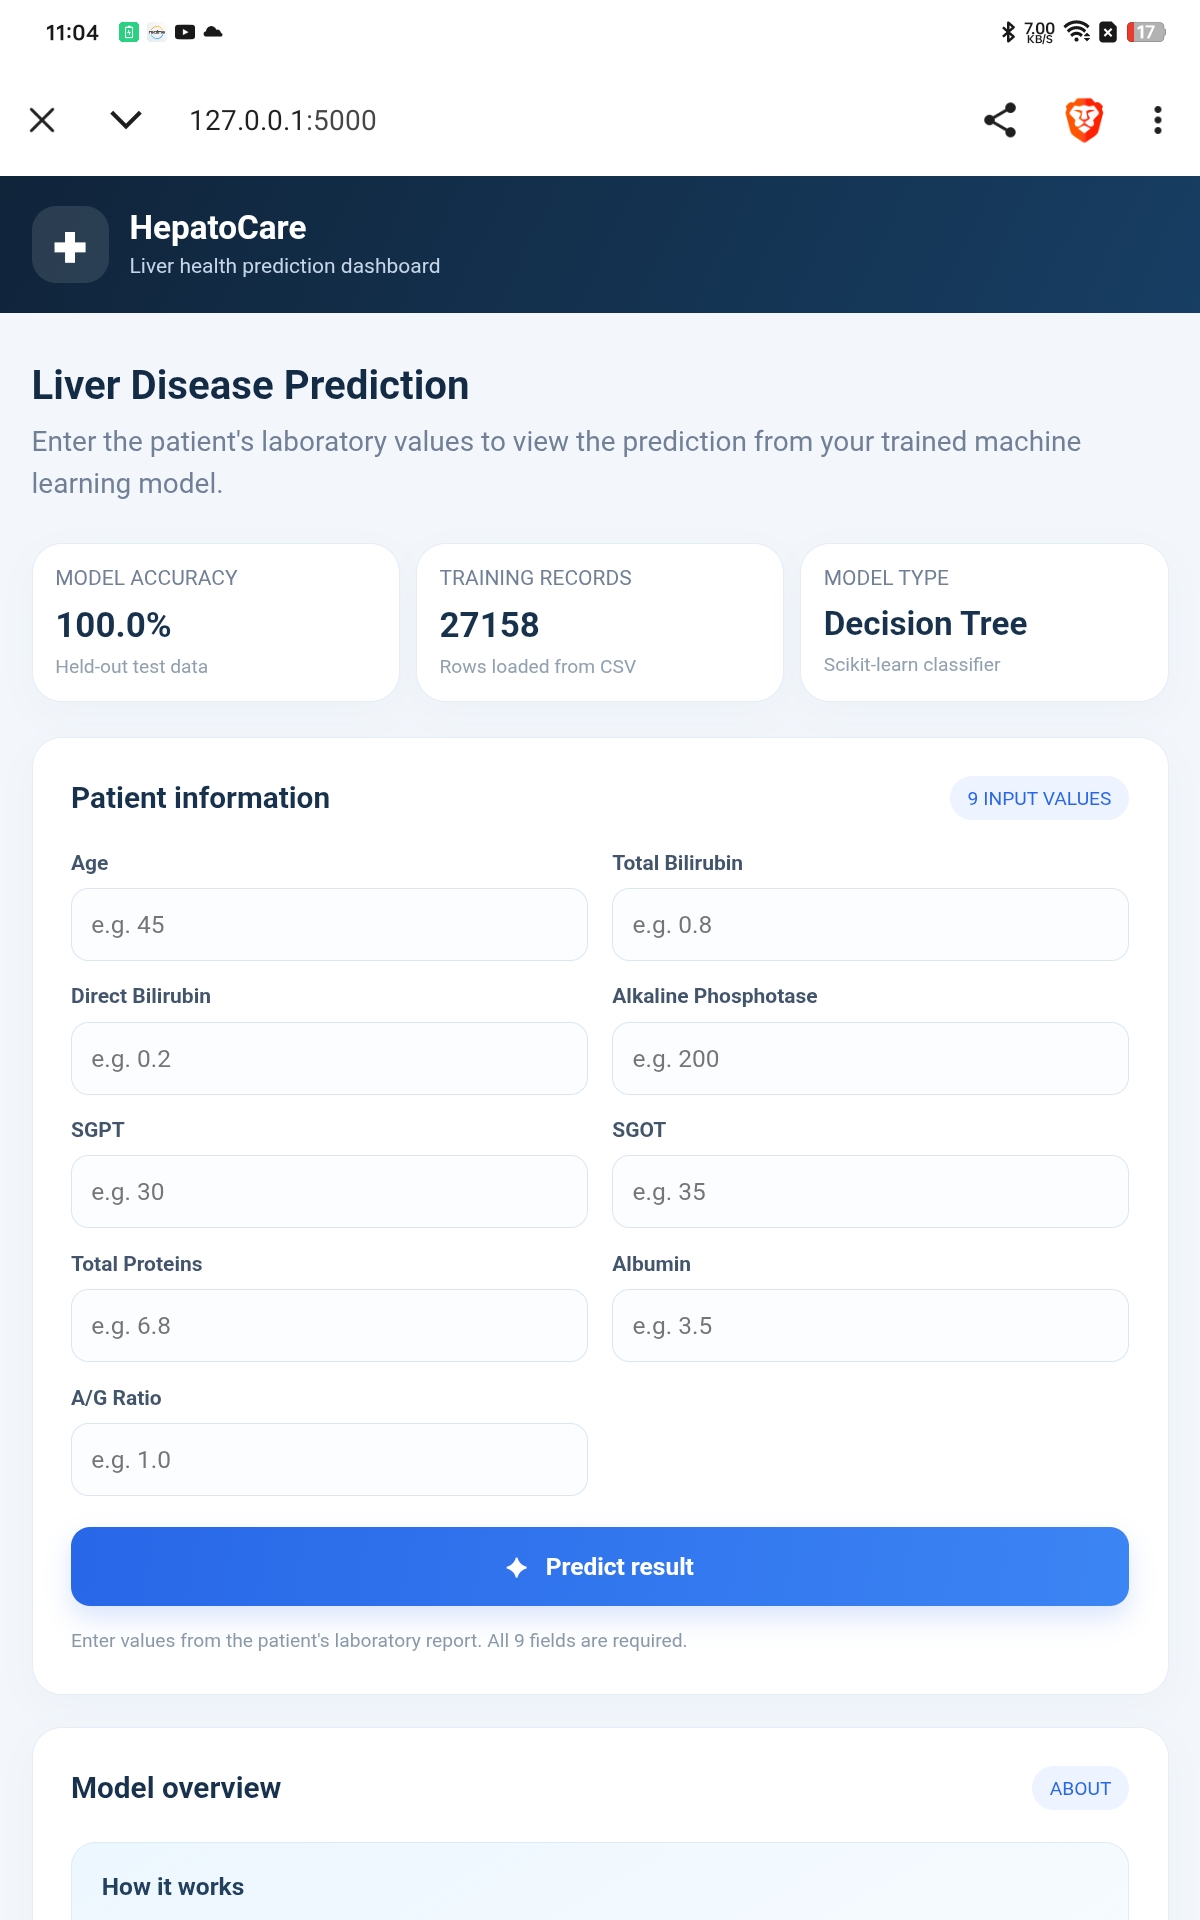 11:04
7.00
KB/S
17
127.0.0.1:5000
HepatoCare
Liver health prediction dashboard
Liver Disease Prediction
Enter the patient's laboratory values to view the prediction from your trained machine
learning model.
MODEL ACCURACY
100.0%
Held-out test data
TRAINING RECORDS
27158
Rows loaded from CSV
MODEL TYPE
Decision Tree
Scikit-learn classifier
Patient information
9 INPUT VALUES
Age
Total Bilirubin
e.g. 45
e.g. 0.8
Direct Bilirubin
Alkaline Phosphotase
e.g. 0.2
e.g. 200
SGPT
SGOT
e.g. 30
e.g. 35
Total Proteins
Albumin
e.g. 6.8
e.g. 3.5
A/G Ratio
e.g. 1.0
Predict result
Enter values from the patient's laboratory report. All 9 fields are required.
Model overview
ABOUT
How it works